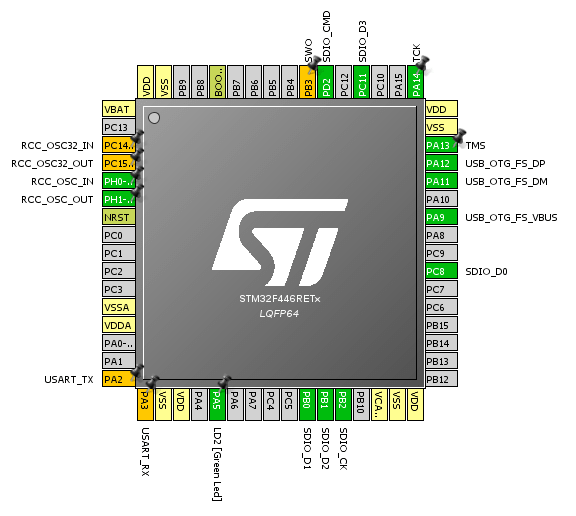 SWO
SDIO_CMD
SDIO_D3
TCK
VDD
VSS
PB9
PB8
BOO..
PB7
PB6
PB5
PB4
PB3
PD2
PC12
PC11
PC10
PA15
PA14
VBAT
PC13
RCC_OSC32_IN PC14..
RCC_OSC32_OUT PC15..
RCC_OSC_IN PH0-..
RCC_OSC_OUT PH1-..
NRST
PC0
PC1
PC2
PC3
VSSA
VDDA
PA0-..
PA1
USART_TX PA2
ST
STM32F446RETx
LQFP64
VDD
VSS
PA13 TMS
PA12 USB_OTG_FS_DP
PA11 USB_OTG_FS_DM
PA10
PA9 USB_OTG_FS_VBUS
PA8
PC9
PC8 SDIO_D0
PC7
PC6
PB15
PB14
PB13
PB12
PA3
VSS
VDD
PA4
PA5
PA6
PA7
PC4
PC5
PB0
PB1
PB2
PB10
VCA..
VSS
VDD
USART_RX
LD2 [Green Led]
SDIO_D1
SDIO_D2
SDIO_CK